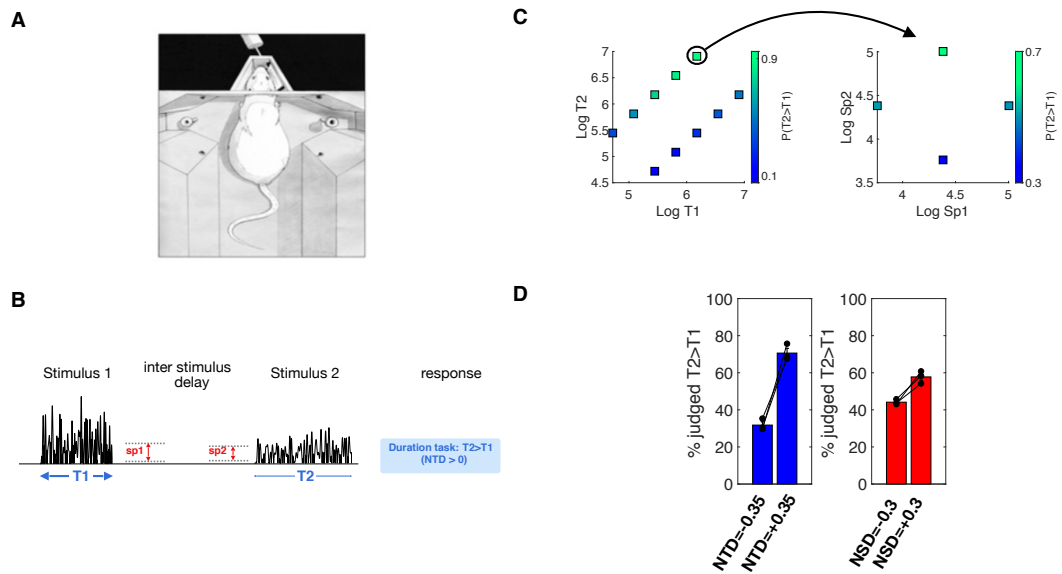 A
B
Stimulus 1
inter stimulus
delay
Stimulus 2
response
sp1
sp2
Duration task: T2>T1
(NTD > 0)
T1
T2
C
7
6.5
6
5.5
5
4.5
Log T2
5
6
7
Log T1
0.9
0.1
P(T2>T1)
5
4.5
4
3.5
Log Sp2
4
4.5
5
Log Sp1
0.7
0.3
P(T2>T1)
D
100
80
60
40
20
0
% judged T2>T1
NTD=-0.35
NTD=+0.35
100
80
60
40
20
0
% judged T2>T1
NSD=-0.3
NSD=+0.3